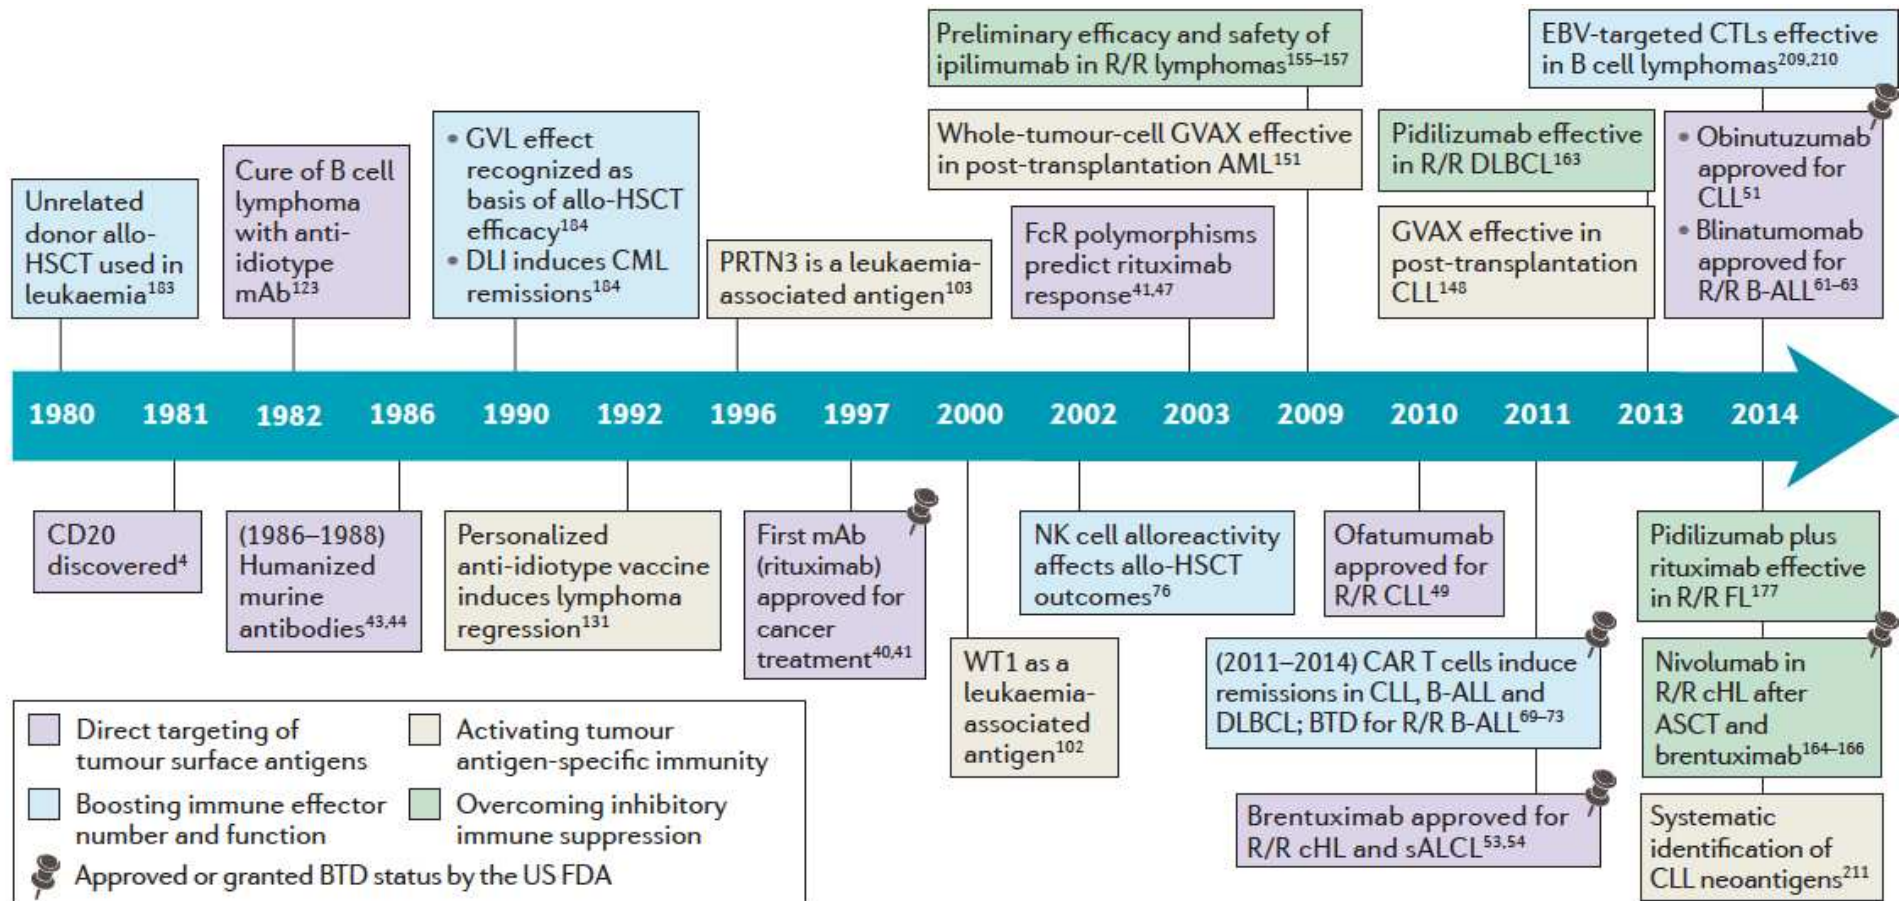 Preliminary efficacy and safety of
ipilimumab in R/R lymphomas155–157
EBV-targeted CTLs effective
in B cell lymphomas209,210
Whole-tumour-cell GVAX effective
in post-transplantation AML151
Pidilizumab effective
in R/R DLBCL163
• Obinutuzumab
approved for
CLL51
• Blinatumomab
approved for
R/R B-ALL61–63
Unrelated
donor allo-
HSCT used in
leukaemia183
Cure of B cell
lymphoma
with anti-
idiotype
mAb123
• GVL effect
recognized as
basis of allo-HSCT
efficacy184
• DLI induces CML
remissions184
PRTN3 is a leukaemia-
associated antigen103
FcR polymorphisms
predict rituximab
response41,47
GVAX effective in
post-transplantation
CLL148
1980 1981 1982 1986 1990 1992 1996 1997 2000 2002 2003 2009 2010 2011 2013 2014
CD20
discovered4
(1986–1988)
Humanized
murine
antibodies43,44
Personalized
anti-idiotype vaccine
induces lymphoma
regression131
First mAb
(rituximab)
approved for
cancer
treatment40,41
WT1 as a
leukaemia-
associated
antigen102
NK cell alloreactivity
affects allo-HSCT
outcomes76
Ofatumumab
approved for
R/R CLL49
(2011–2014) CAR T cells induce
remissions in CLL, B-ALL and
DLBCL; BTD for R/R B-ALL69–73
Brentuximab approved for
R/R cHL and sALCL53,54
Pidilizumab plus
rituximab effective
in R/R FL177
Nivolumab in
R/R cHL after
ASCT and
brentuximab164–166
Systematic
identification of
CLL neoantigens211
Direct targeting of
tumour surface antigens
Activating tumour
antigen-specific immunity
Boosting immune effector
number and function
Overcoming inhibitory
immune suppression
Approved or granted BTD status by the US FDA